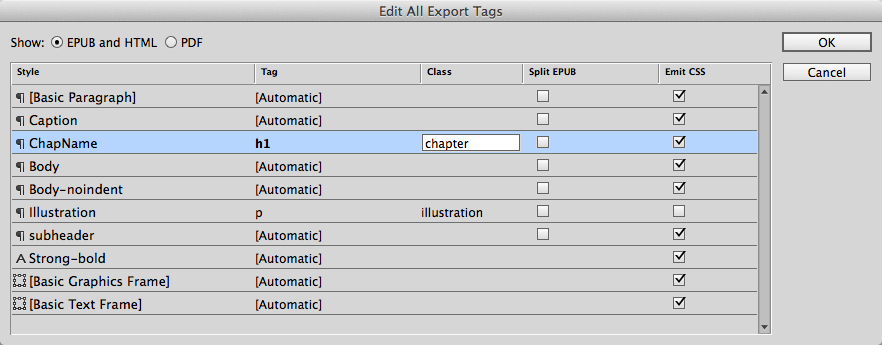 Edit All Export Tags
Show: EPUB and HTML PDF OK
Cancel
Style Tag Class Split EPUB Emit CSS
¶ [Basic Paragraph] [Automatic]
¶ Caption [Automatic]
¶ ChapName h1 chapter
¶ Body [Automatic]
¶ Body-noindent [Automatic]
¶ Illustration p illustration
¶ subheader [Automatic]
A Strong-bold [Automatic]
[Basic Graphics Frame] [Automatic]
[Basic Text Frame] [Automatic]